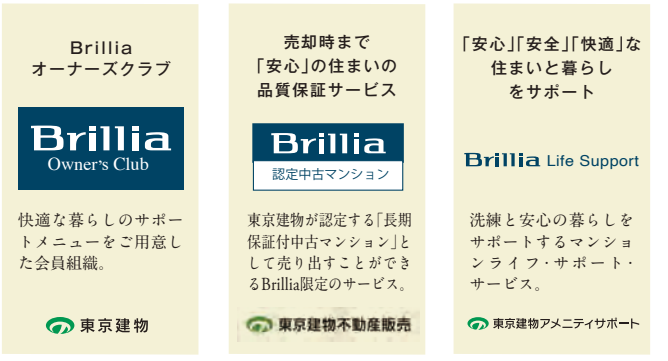 Brillia
オーナーズクラブ
Brillia
Owner's Club
快適な暮らしのサポー
トメニューをご用意し
た会員組織。
東京建物
売却時まで
「安心」の住まいの
品質保証サービス
Brillia
認定中古マンション
東京建物が認定する「長期
保証付中古マンション」と
して売り出すことができ
るBrillia限定のサービス。
東京建物不動産販売
「安心」「安全」「快適」な
住まいと暮らし
をサポート
Brillia Life Support
洗練と安心の暮らしを
サポートするマンショ
ンライフ・サポート・
サービス。
東京建物アメニティサポート